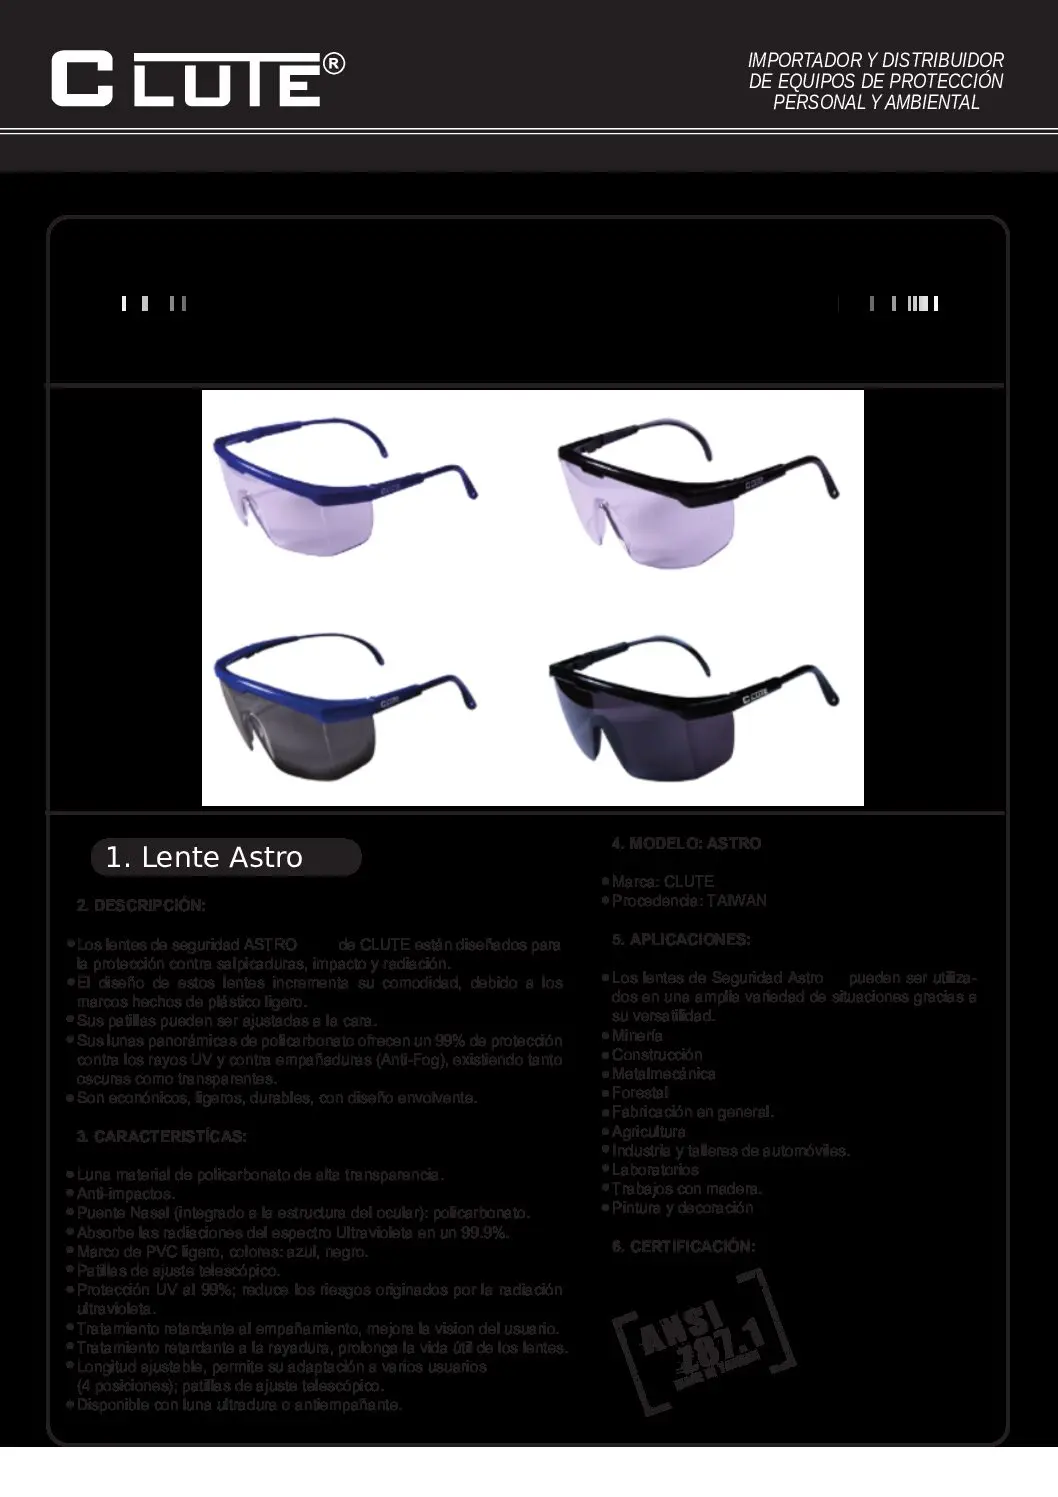 CLUTE®
IMPORTADOR Y DISTRIBUIDOR
DE EQUIPOS DE PROTECCIÓN
PERSONAL Y AMBIENTAL
CLUTE
CLUTE
CLUTE
CLUTE
1. Lente Astro
2. DESCRIPCIÓN:
Los lentes de seguridad ASTRO de CLUTE están diseñados para
la protección contra salpicaduras, impacto y radiación.
El diseño de estos lentes incrementa su comodidad, debido a los
marcos hechos de plástico ligero.
Sus patillas pueden ser ajustadas a la cara.
Sus lunas panorámicas de policarbonato ofrecen un 99% de protección
contra los rayos UV y contra empañaduras (Anti-Fog), existiendo tanto
oscuras como transparentes.
Son económicos, ligeros, durables, con diseño envolvente.
3. CARACTERISTÍCAS:
Luna material de policarbonato de alta transparencia.
Anti-impactos.
Puente Nasal (integrado a la estructura del ocular): policarbonato.
Absorbe las radiaciones del espectro Ultravioleta en un 99.9%.
Marco de PVC ligero, colores: azul, negro.
Patillas de ajuste telescópico.
Protección UV al 99%; reduce los riesgos originados por la radiación
ultravioleta.
Tratamiento retardante al empañamiento, mejora la vision del usuario.
Tratamiento retardante a la rayadura, prolonga la vida útil de los lentes.
Longitud ajustable, permite su adaptación a varios usuarios
(4 posiciones); patillas de ajuste telescópico.
Disponible con luna ultradura o antiempañante.
4. MODELO: ASTRO
Marca: CLUTE
Procedencia: TAIWAN
5. APLICACIONES:
Los lentes de Seguridad Astro pueden ser utiliza-
dos en una amplia variedad de situaciones gracias a
su versatilidad.
Minería
Construcción
Metalmecánica
Forestal
Fabricación en general.
Agricultura
Industria y talleres de automóviles.
Laboratorios
Trabajos con madera.
Pintura y decoración
6. CERTIFICACIÓN:
ANSI
Z87.1